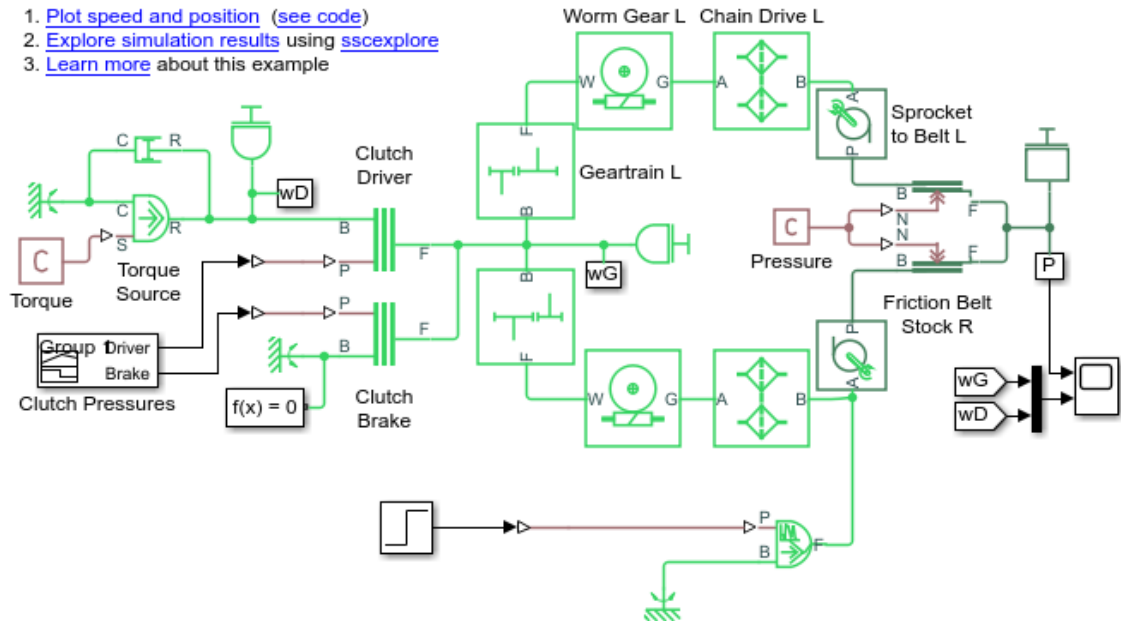 1. Plot speed and position (see code)
2. Explore simulation results using sscexplore
3. Learn more about this example
Worm Gear L
Chain Drive L
W
G
A
B
A
Sprocket
to Belt L
P
C
R
Clutch
Driver
F
Geartrain L
B
wD
C
S
R
B
F
P
C
Torque
Torque
Source
C
Pressure
B
N
F
N
B
F
wG
P
P
B
F
B
F
Friction Belt
Stock R
P
A
Group 1
Driver
Brake
Clutch Pressures
f(x) = 0
Clutch
Brake
W
G
A
B
wG
wD
P
B
F